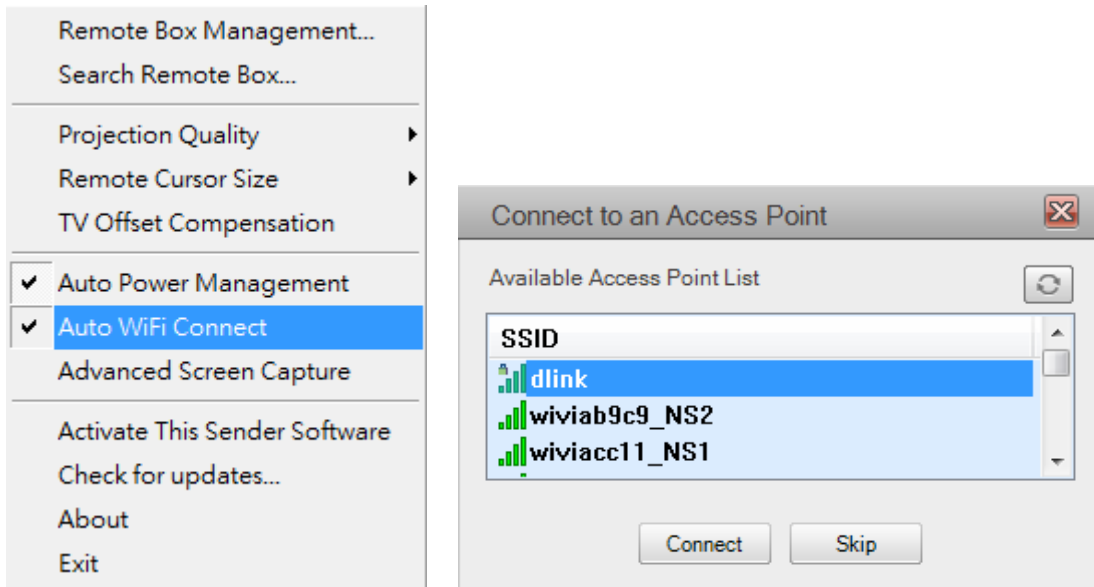 Remote Box Management...
Search Remote Box...
Projection Quality
Remote Cursor Size
TV Offset Compensation
Auto Power Management
Auto WiFi Connect
Advanced Screen Capture
Activate This Sender Software
Check for updates...
About
Exit
Connect to an Access Point
Available Access Point List
SSID
dlink
wiviab9c9_NS2
wiviacc11_NS1
Connect
Skip